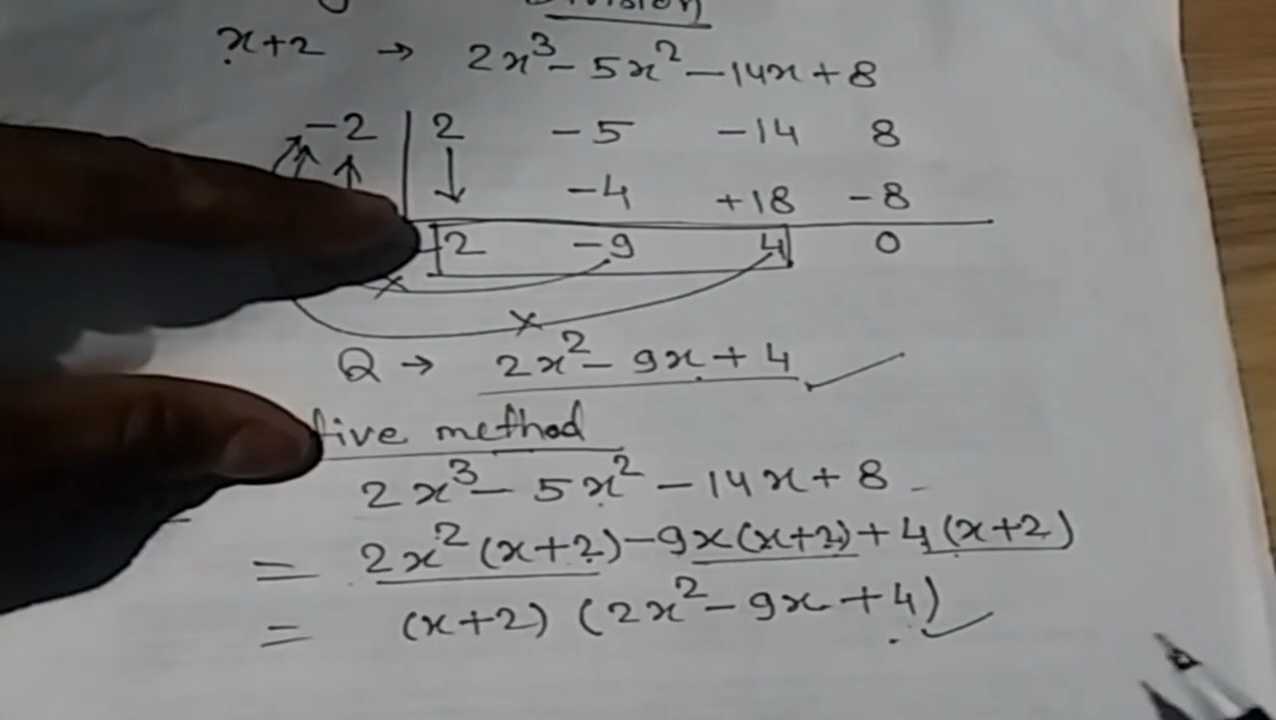 Division
x+2 → 2x³ - 5x² - 14x + 8
-2 | 2 -5 -14 8
-4 +18 -8
2 -9 4 0
Q → 2x² - 9x + 4
method
2x³ - 5x² - 14x + 8
= 2x² (x+2) - 9x (x+2) + 4 (x+2)
= (x+2) (2x² - 9x + 4)